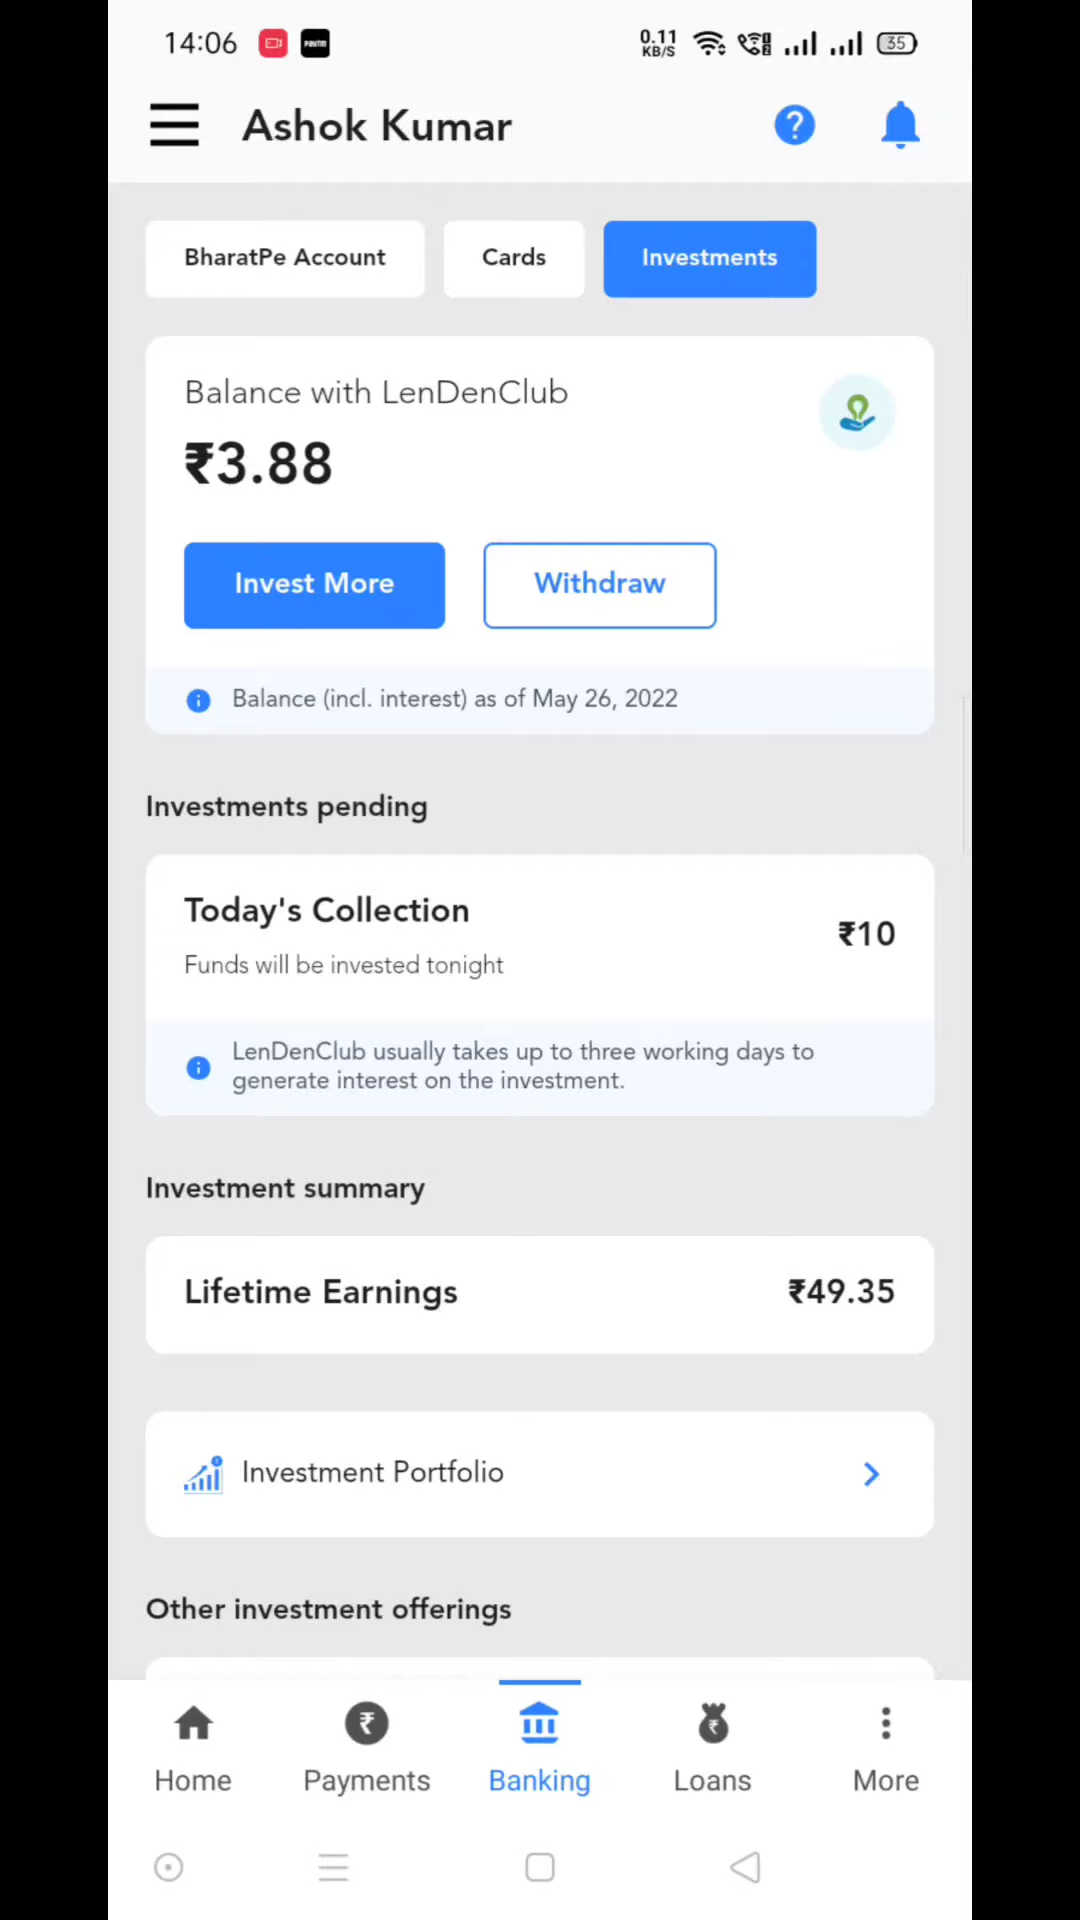 14:06
Paytm
0.11
KB/S
35
Ashok Kumar
?
BharatPe Account
Cards
Investments
Balance with LenDenClub
₹3.88
Invest More
Withdraw
Balance (incl. interest) as of May 26, 2022
Investments pending
Today's Collection
₹10
Funds will be invested tonight
LenDenClub usually takes up to three working days to
generate interest on the investment.
Investment summary
Lifetime Earnings
₹49.35
Investment Portfolio
Other investment offerings
Home
Payments
Banking
Loans
More